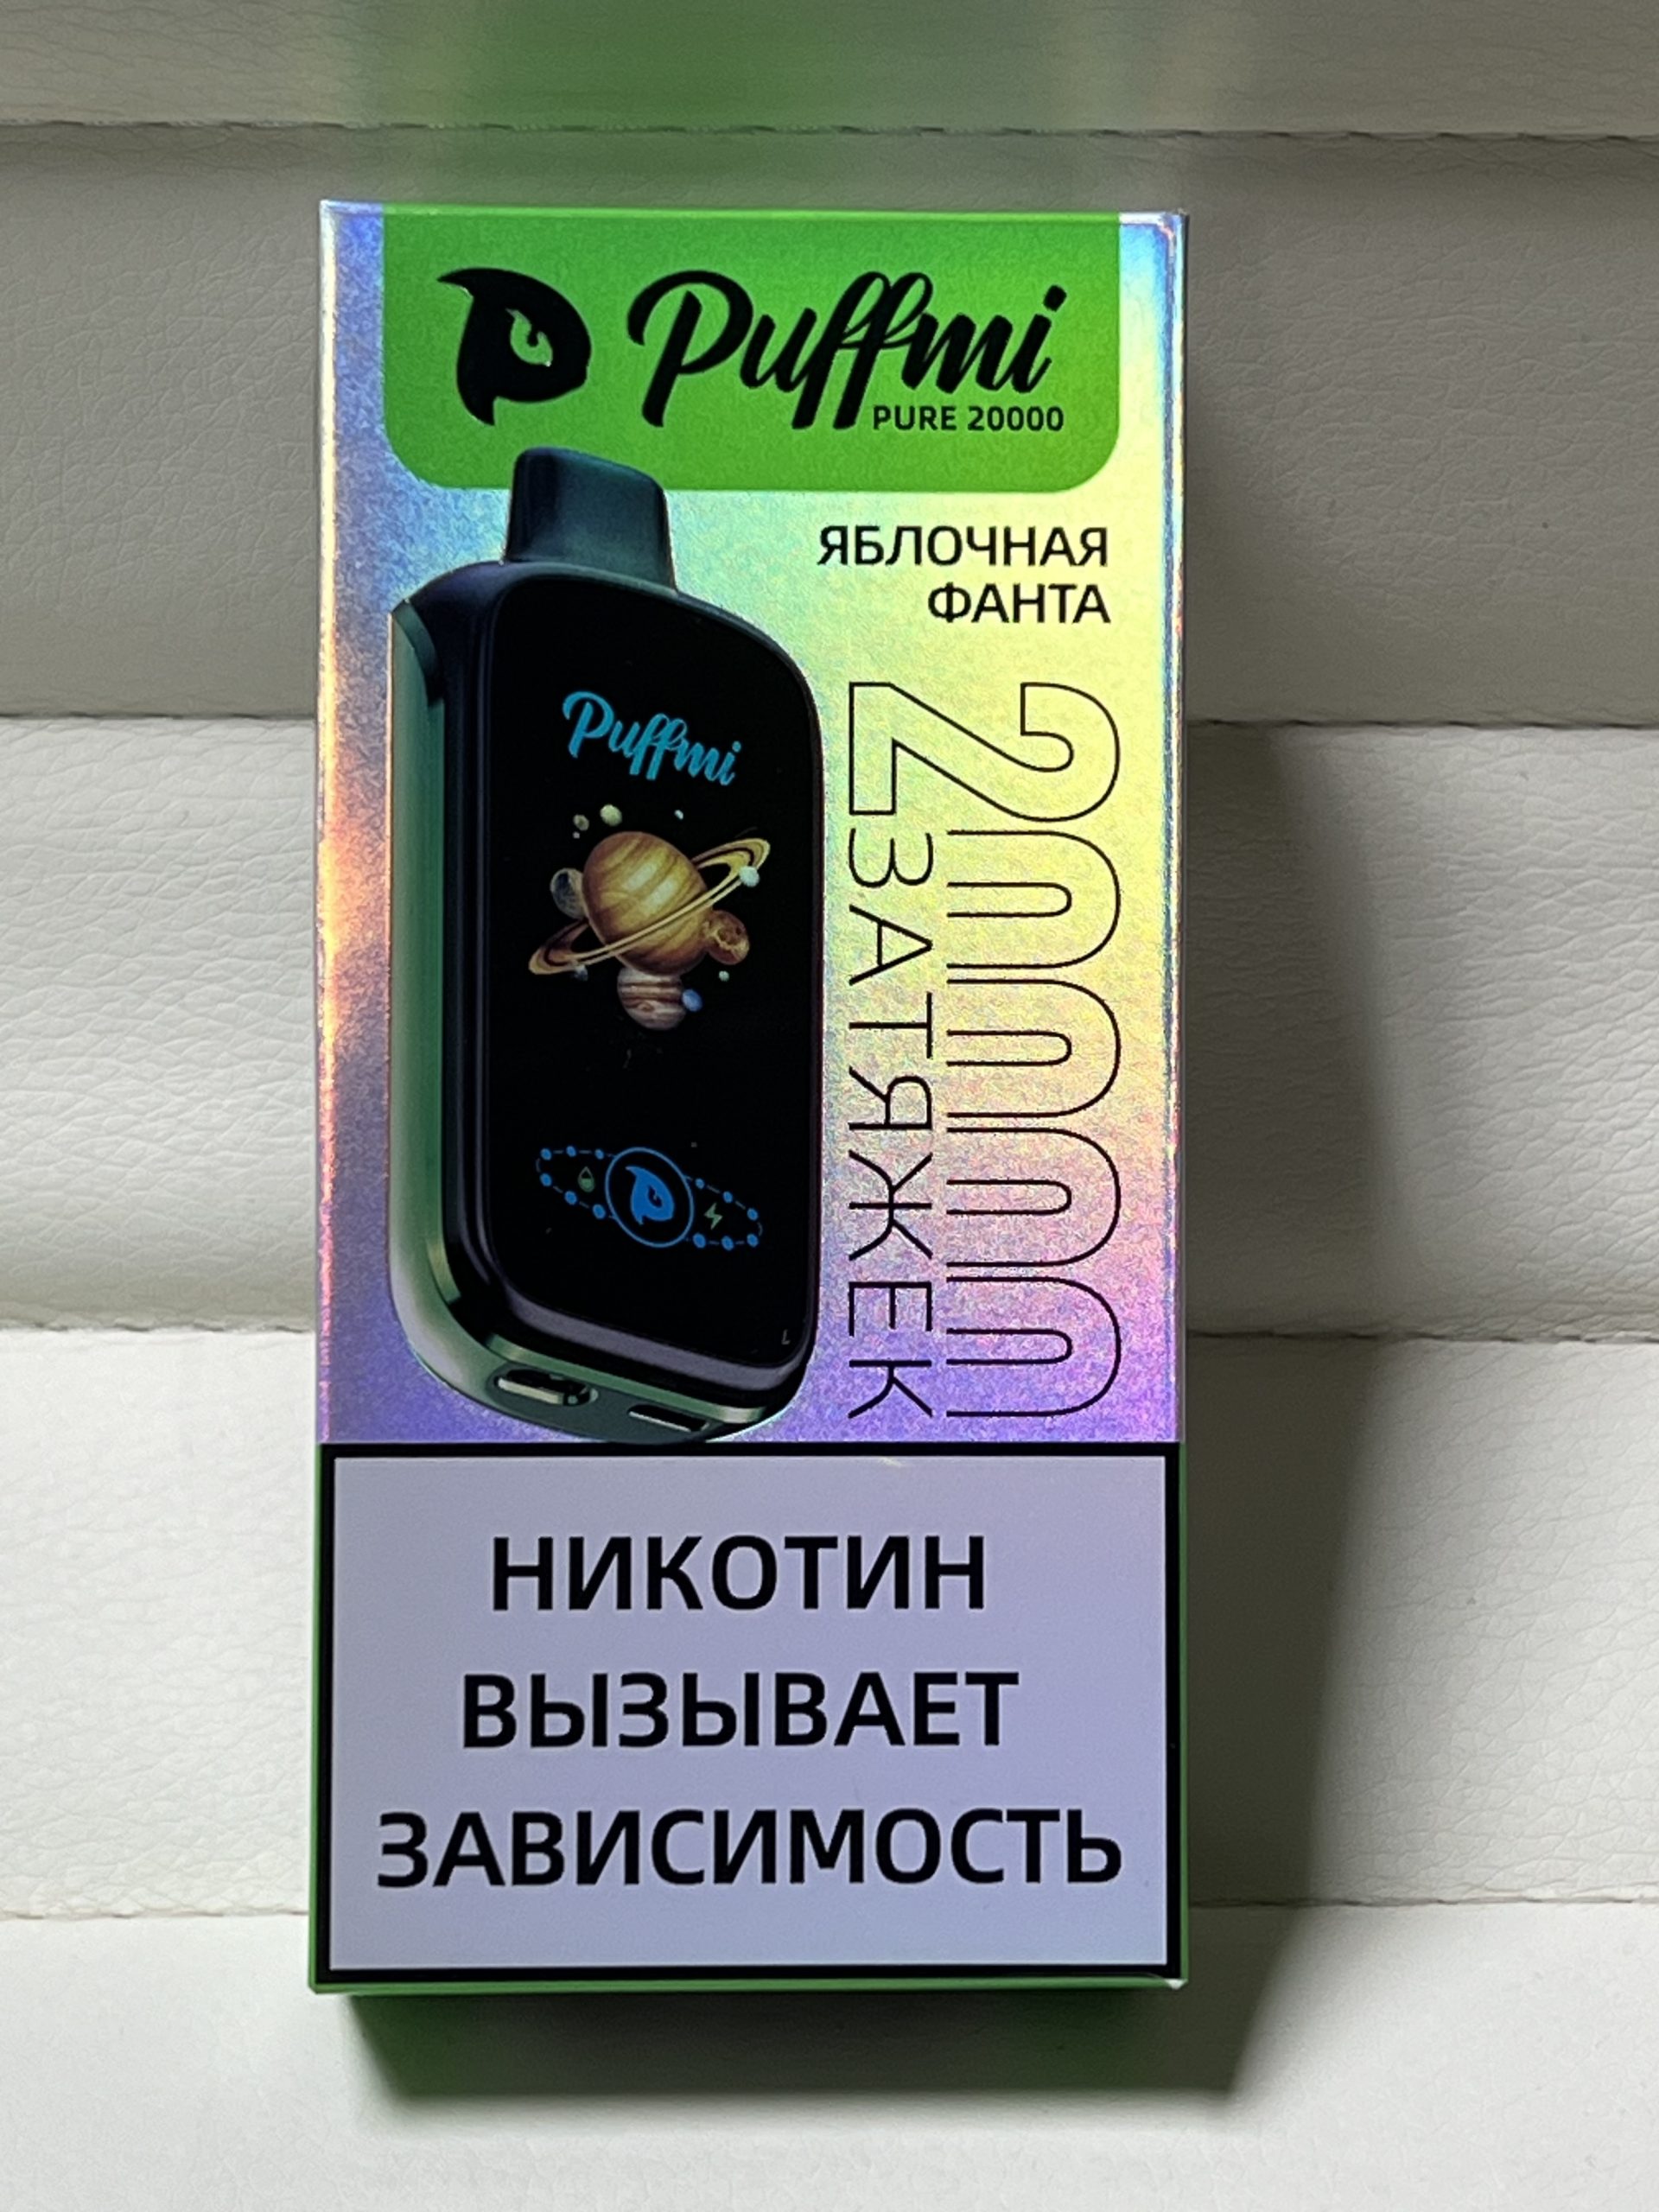 Puffmi
PURE 20000
ЯБЛОЧНАЯ
ФАНТА
20000
ЗАТЯЖЕК
Puffmi
НИКОТИН
ВЫЗЫВАЕТ
ЗАВИСИМОСТЬ